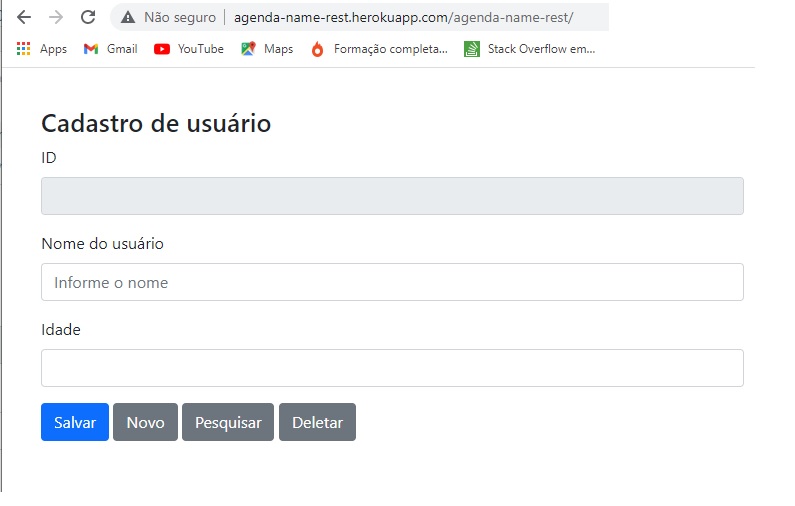 Não seguro | agenda-name-rest.herokuapp.com/agenda-name-rest/
Apps Gmail YouTube Maps Formação completa... Stack Overflow em...
Cadastro de usuário
ID
Nome do usuário
Informe o nome
Idade
Salvar Novo Pesquisar Deletar